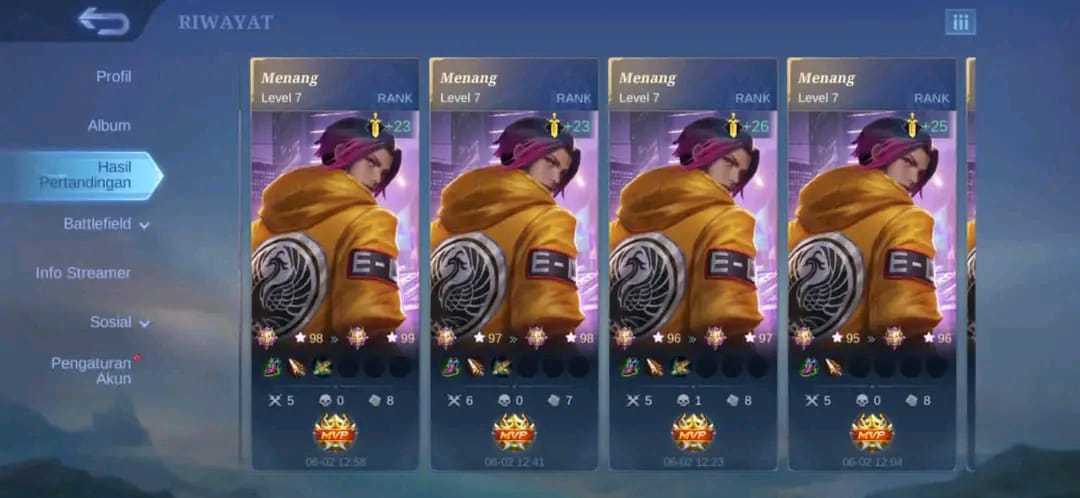 RIWAYAT
Profil
Album
Hasil
Pertandingan
Battlefield
Info Streamer
Sosial
Pengaturan
Akun
Menang
Level 7 RANK
+23
E-
98 » 99
5 0 8
MVP
06-02 12:58
Menang
Level 7 RANK
+23
E-
97 » 98
6 0 7
MVP
06-02 12:41
Menang
Level 7 RANK
+26
E-
96 » 97
5 1 8
MVP
06-02 12:23
Menang
Level 7 RANK
+25
E-
95 » 96
5 0 8
MVP
06-02 12:04